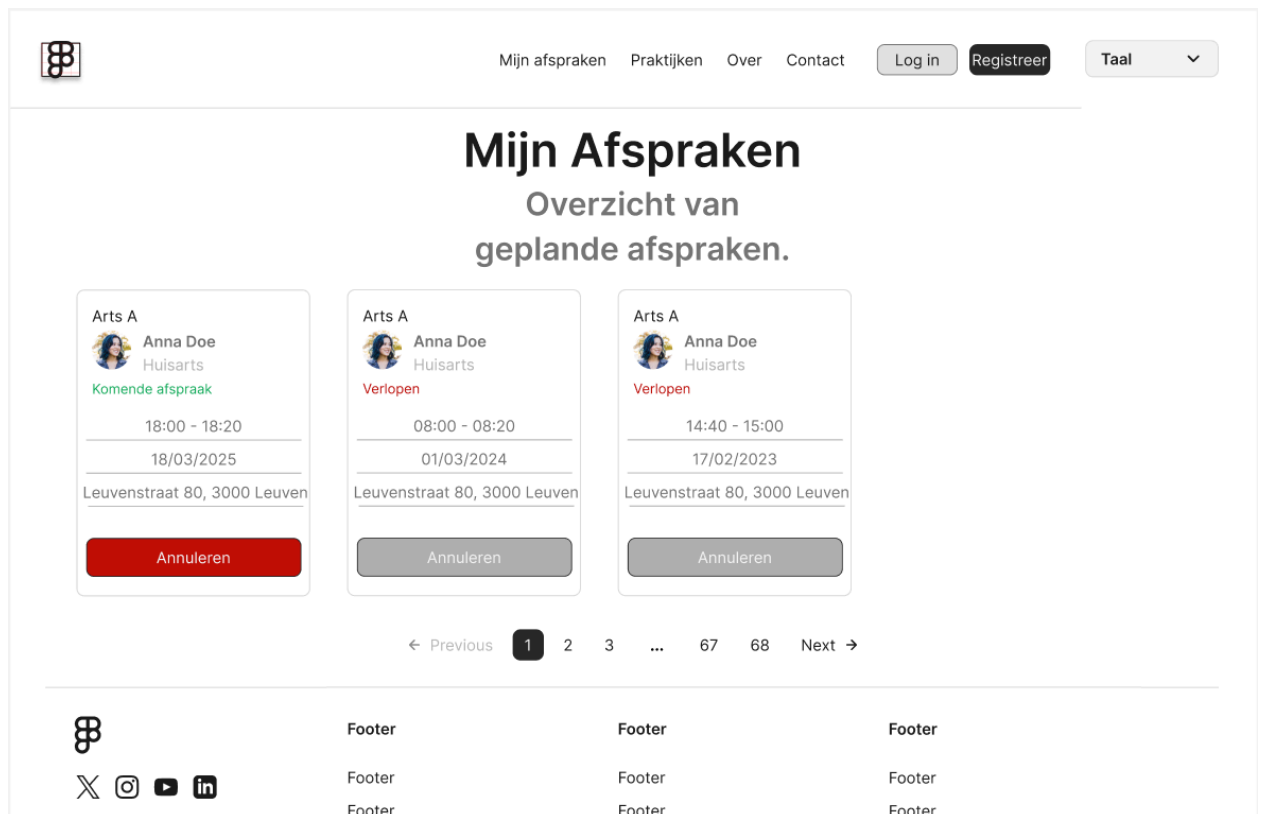 Mijn afspraken Praktijken Over Contact Log in Registreer Taal
Mijn Afspraken
Overzicht van
geplande afspraken.
Arts A
Anna Doe
Huisarts
Komende afspraak
18:00 - 18:20
18/03/2025
Leuvenstraat 80, 3000 Leuven
Annuleren
Arts A
Anna Doe
Huisarts
Verlopen
08:00 - 08:20
01/03/2024
Leuvenstraat 80, 3000 Leuven
Annuleren
Arts A
Anna Doe
Huisarts
Verlopen
14:40 - 15:00
17/02/2023
Leuvenstraat 80, 3000 Leuven
Annuleren
← Previous 1 2 3 ... 67 68 Next →
Footer Footer Footer
Footer Footer Footer
Footer Footer Footer